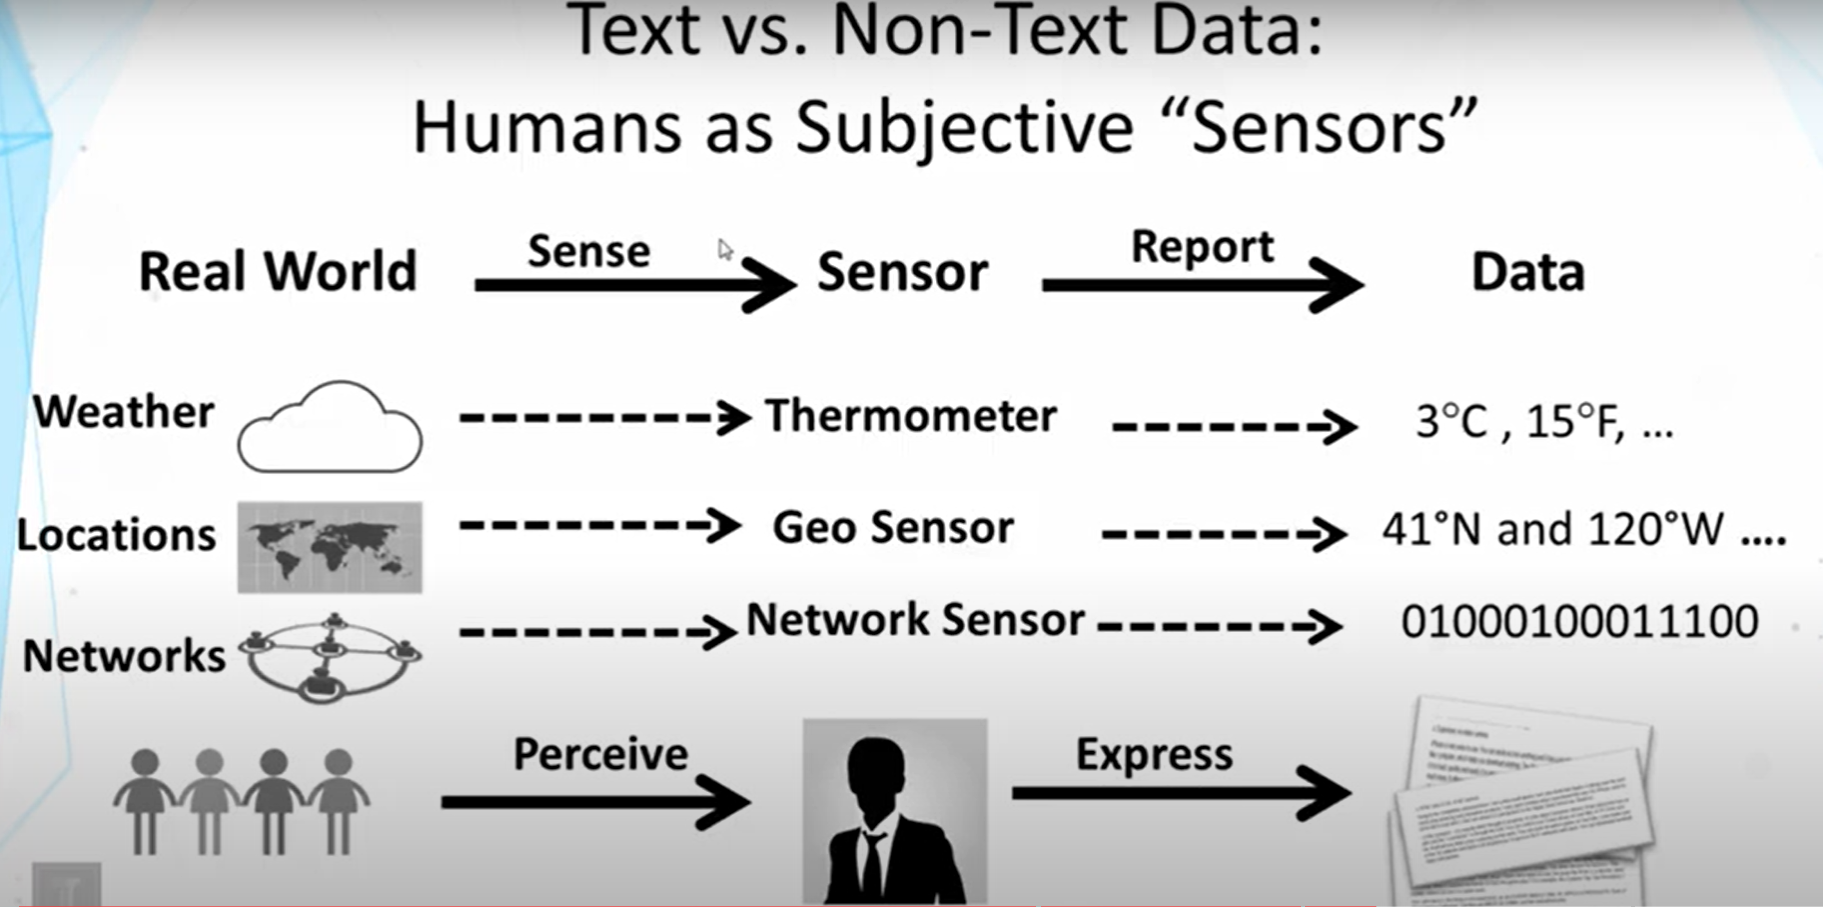 Text vs. Non-Text Data:
Humans as Subjective “Sensors”
Real World Sense Sensor Report Data
Weather Thermometer 3°C , 15°F, ...
Locations Geo Sensor 41°N and 120°W ....
Networks Network Sensor 01000100011100
Perceive Express